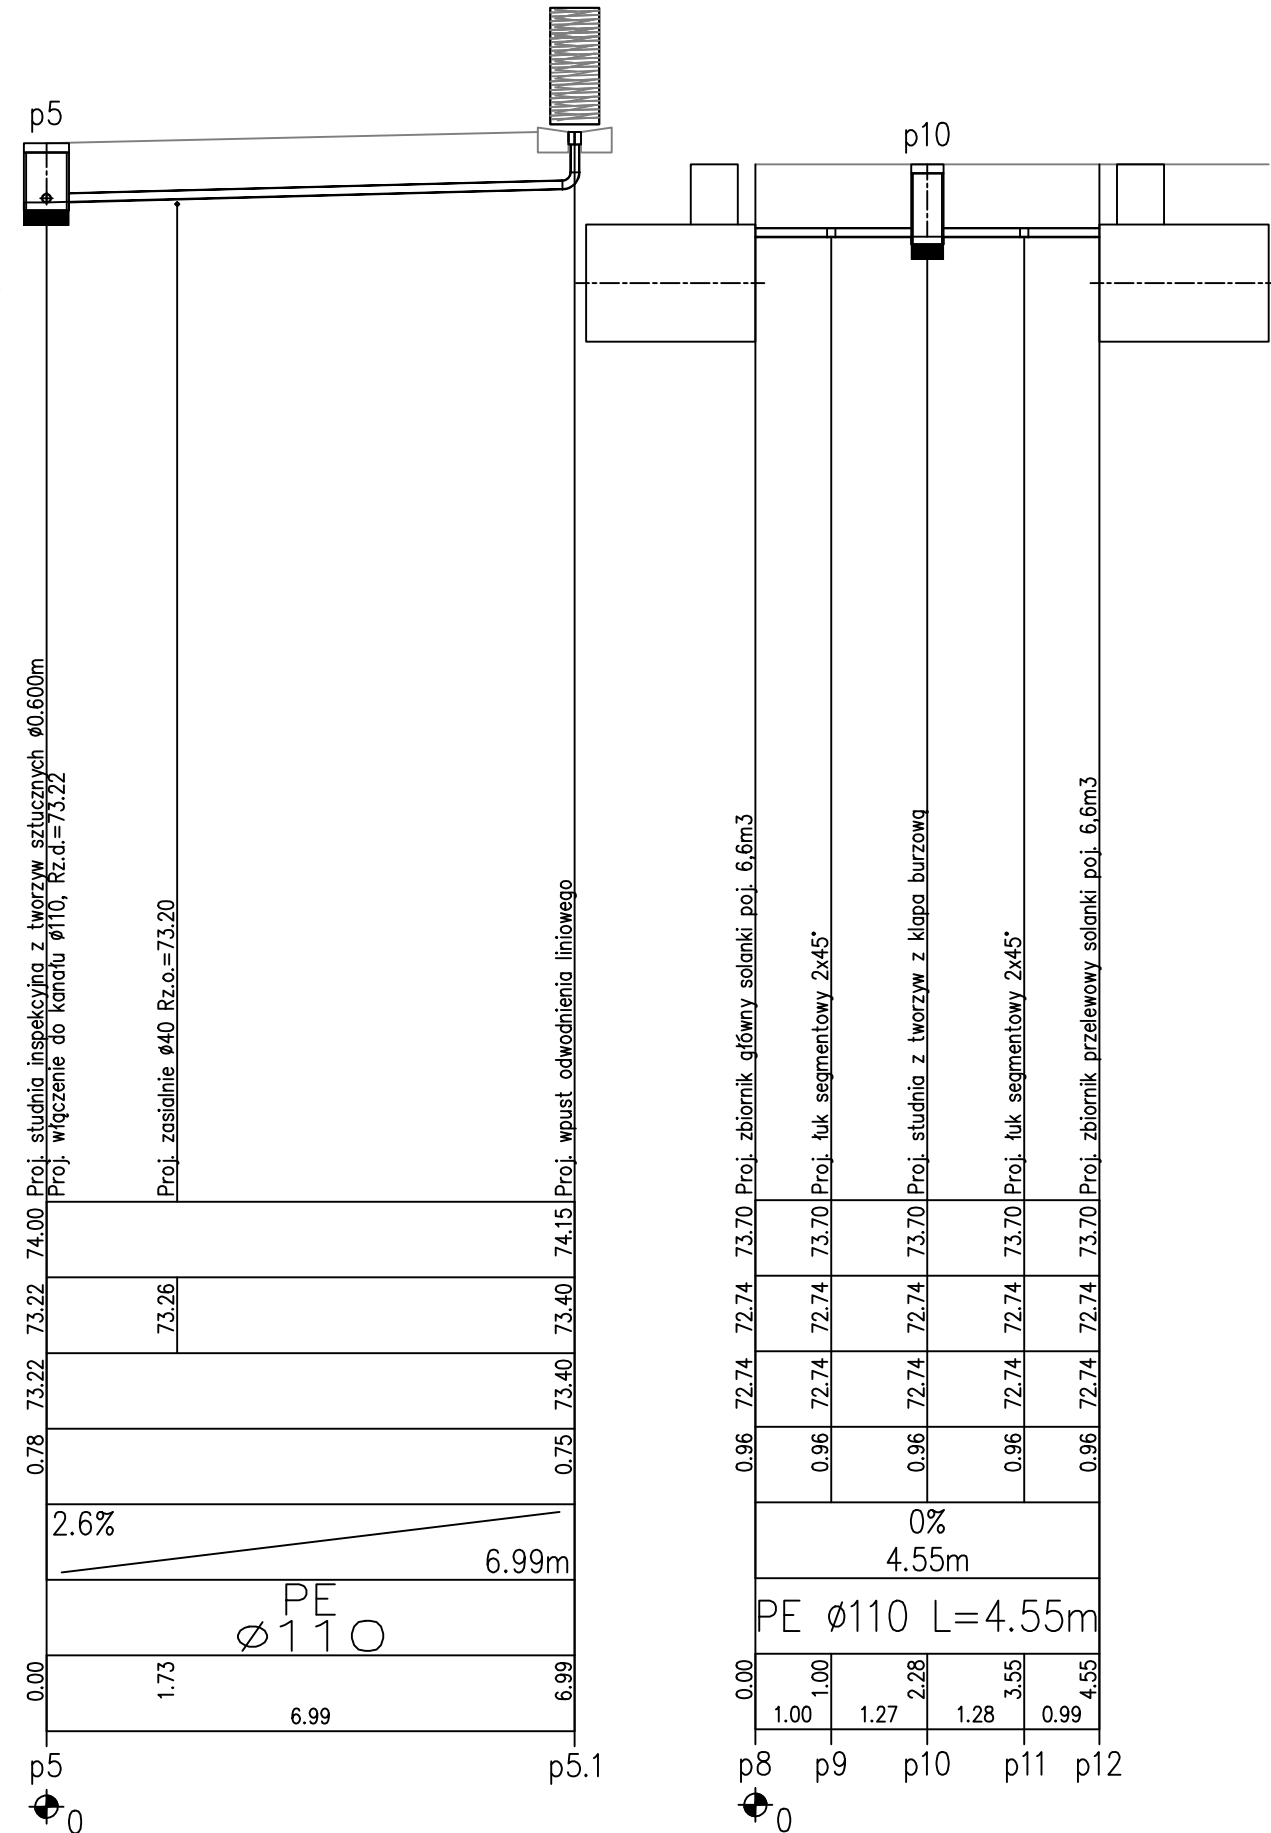 p5
p10
Proj. studnia inspekcyjna z tworzyw sztucznych ø0.600m
Proj. włączenie do kanału ø110, Rz.d.=73.22
Proj. zasialnie ø40 Rz.o.=73.20
Proj. wpust odwodnienia liniowego
74.00
74.15
73.22
73.26
73.40
73.22
73.40
0.78
0.75
2.6%
6.99m
PE
ø110
0.00
1.73
6.99
6.99
p5
p5.1
0
Proj. zbiornik główny solanki poj. 6,6m3
Proj. łuk segmentowy 2x45°
Proj. studnia z tworzyw z klapa burzową
Proj. łuk segmentowy 2x45°
Proj. zbiornik przelewowy solanki poj. 6,6m3
73.70 73.70 73.70 73.70 73.70
72.74 72.74 72.74 72.74 72.74
72.74 72.74 72.74 72.74 72.74
0.96 0.96 0.96 0.96 0.96
0%
4.55m
PE ø110 L=4.55m
0.00 1.00 2.28 3.55 4.55
1.00 1.27 1.28 0.99
p8 p9 p10 p11 p12
0